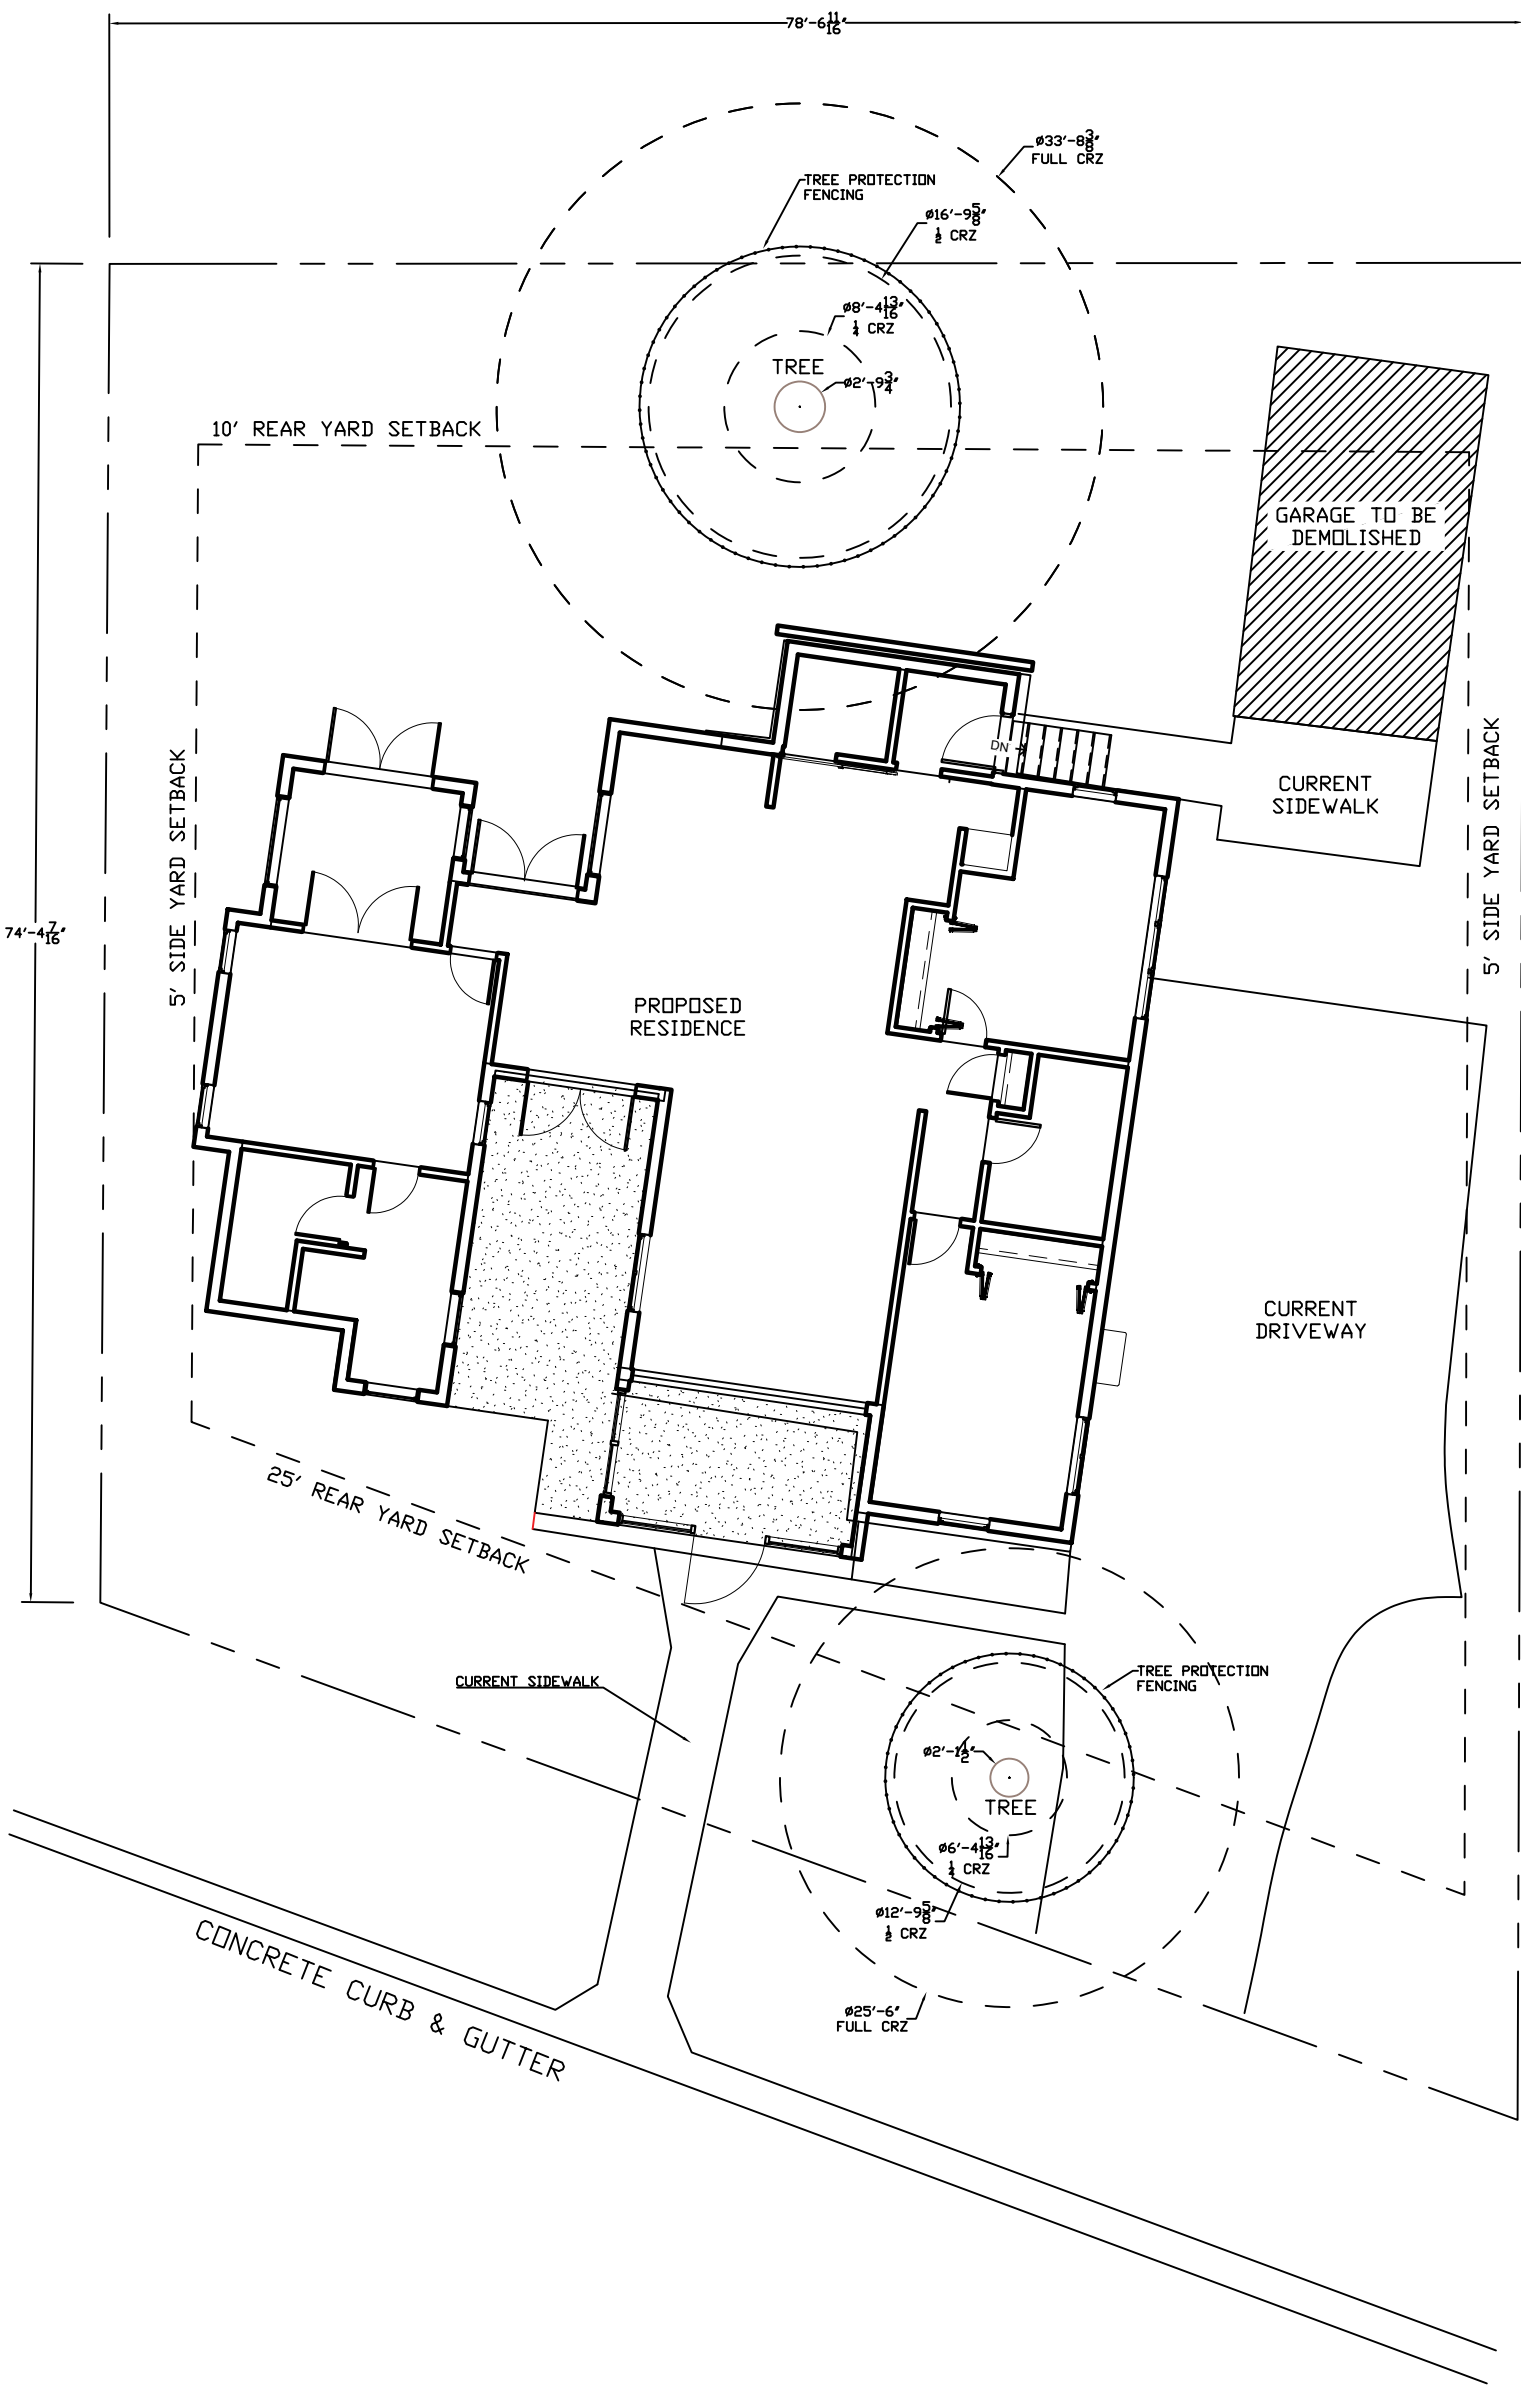 78'-6 11/16"
Ø33'-8 3/8"
FULL CRZ
TREE PROTECTION
FENCING
Ø16'-9 5/8"
1/2 CRZ
Ø8'-4 13/16"
1/4 CRZ
TREE
Ø2'-9 3/4"
10' REAR YARD SETBACK
GARAGE TO BE
DEMOLISHED
5' SIDE YARD SETBACK
DN
CURRENT
SIDEWALK
5' SIDE YARD SETBACK
74'-4 7/16"
PROPOSED
RESIDENCE
CURRENT
DRIVEWAY
25' REAR YARD SETBACK
CURRENT SIDEWALK
TREE PROTECTION
FENCING
Ø2'-1 1/2"
TREE
Ø6'-4 13/16"
1/4 CRZ
Ø12'-9 5/8"
1/2 CRZ
Ø25'-6"
FULL CRZ
CONCRETE CURB & GUTTER